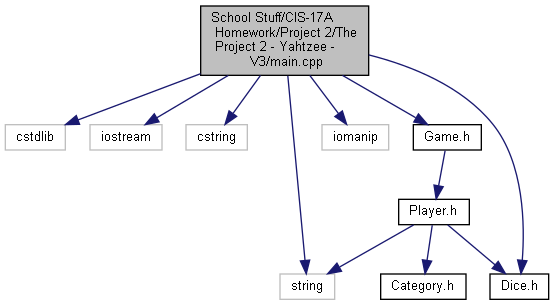 School Stuff/CIS-17A
Homework/Project 2/The
Project 2 - Yahtzee -
V3/main.cpp
cstdlib
iostream
cstring
iomanip
Game.h
Player.h
string
Category.h
Dice.h